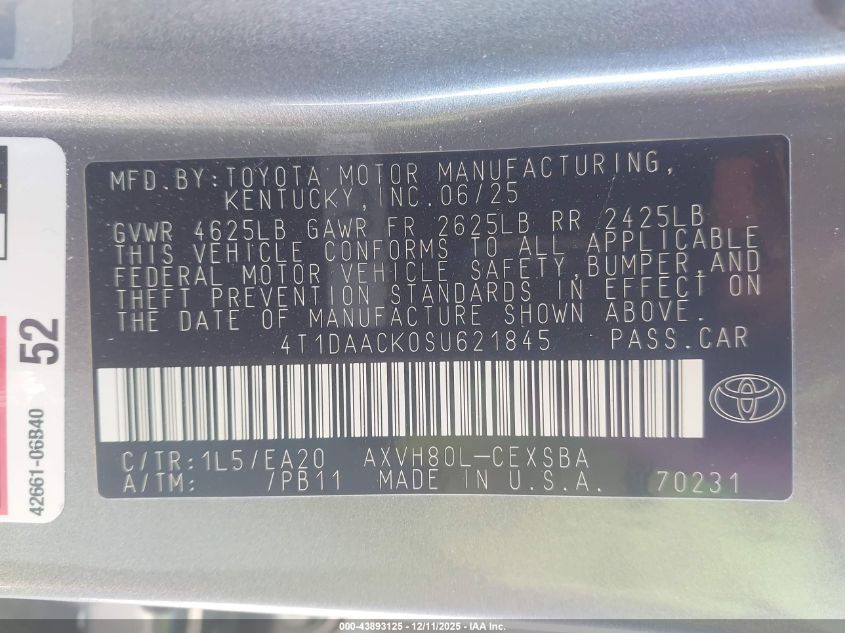 MFD.BY:TOYOTA MOTOR MANUFACTURING,
KENTUCKY,INC.06/25
GVWR 4625LB GAWR FR 2625LB RR 2425LB
THIS VEHICLE CONFORMS TO ALL APPLICABLE
FEDERAL MOTOR VEHICLE SAFETY,BUMPER,AND
THEFT PREVENTION STANDARDS IN EFFECT ON
THE DATE OF MANUFACTURE SHOWN ABOVE.
4T1DAACK0SU621845 PASS.CAR
C/TR:1L5/EA20 AXVH80L-CEXSBA
A/TM: /PB11 MADE IN U.S.A. 70231
52
42661-06B40
000-43893125 - 12/11/2025 - IAA Inc.